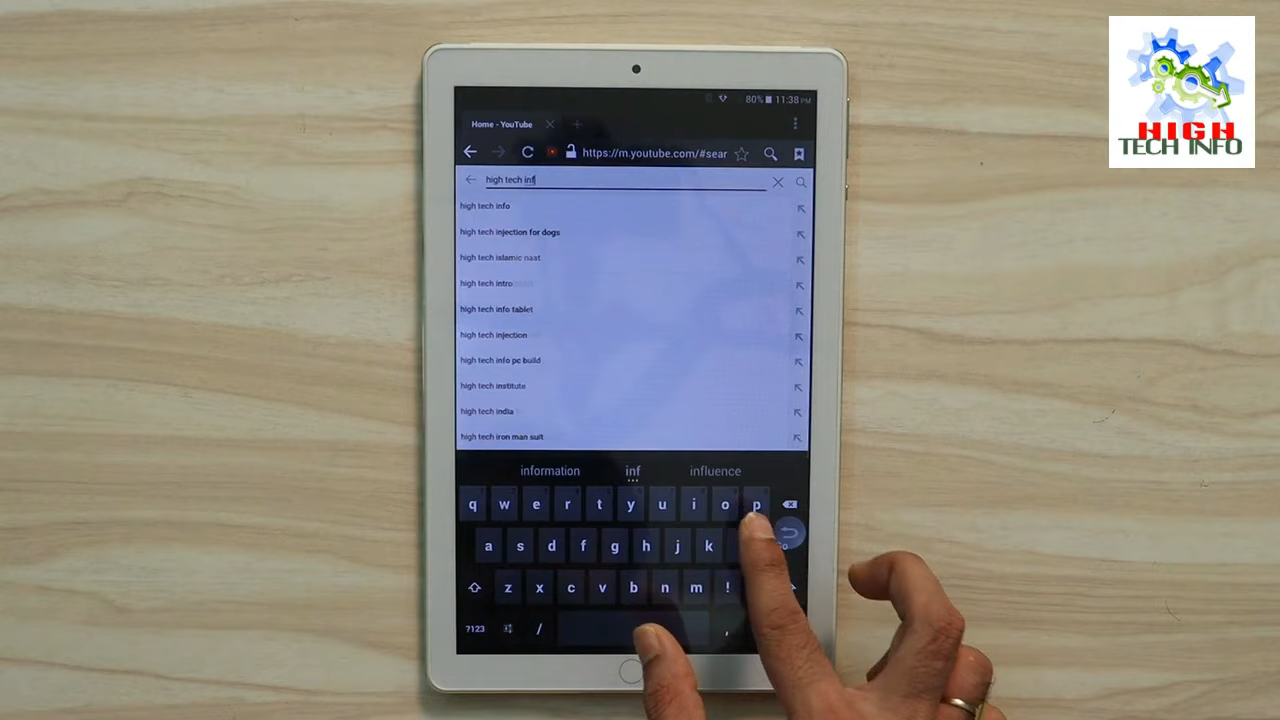 HIGH
TECH INFO
80% 11:38 PM
Home - YouTube
https://m.youtube.com/#sear
high tech inf
high tech info
high tech injection for dogs
high tech islamic naat
high tech intro
high tech info tablet
high tech injection
high tech info pc build
high tech institute
high tech india
high tech iron man suit
information inf influence
q w e r t y u i o p
a s d f g h j k
z x c v b n m !
?123 / ,